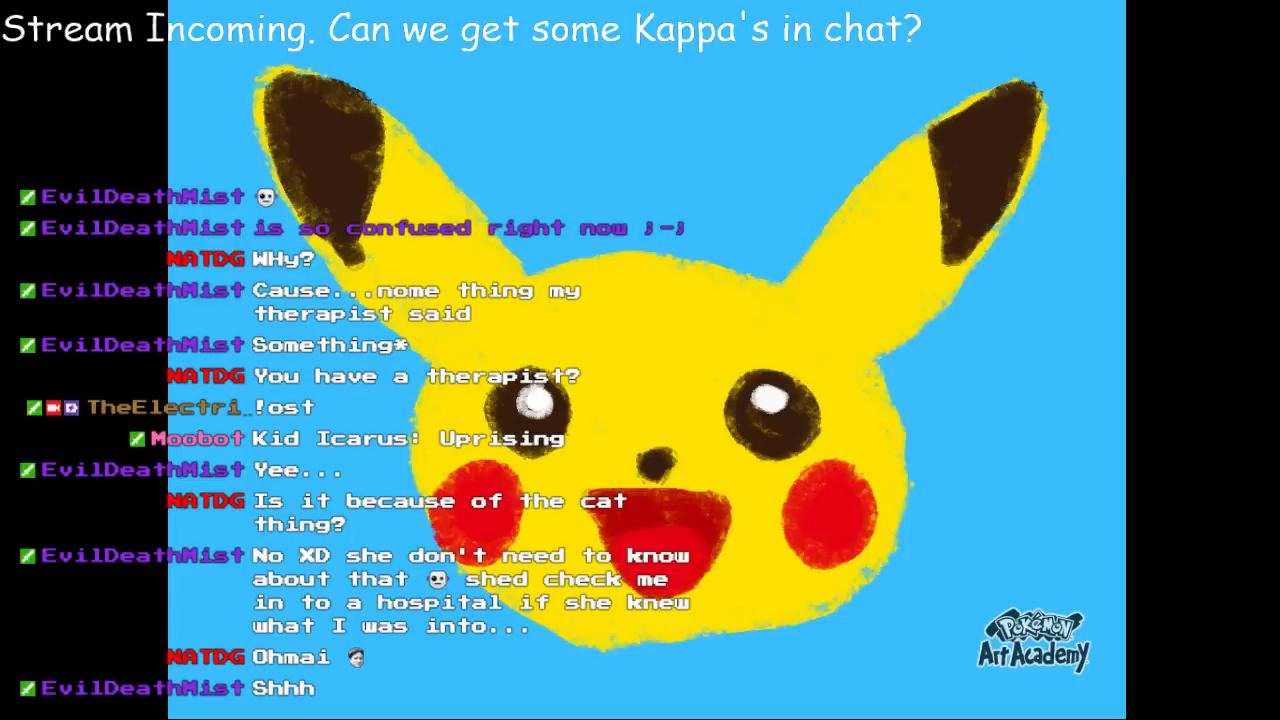 Stream Incoming. Can we get some Kappa's in chat?
EvilDeathMist
EvilDeathMist is so confused right now ;-;
NATDG WHy?
EvilDeathMist Cause...nome thing my
therapist said
EvilDeathMist Something*
NATDG You have a therapist?
TheElectri_ !ost
Moobot Kid Icarus: Uprising
EvilDeathMist Yee...
NATDG Is it because of the cat
thing?
EvilDeathMist No XD she don't need to know
about that shed check me
in to a hospital if she knew
what I was into...
NATDG Ohmai
EvilDeathMist Shhh
POKéMON
Art Academy